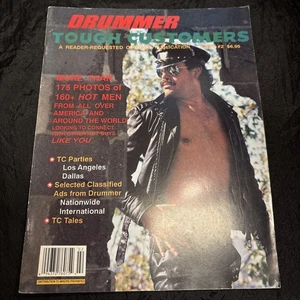 DRUMMER
TOUGH CUSTOMERS
A READER-REQUESTED
#2 $6.95
MORE THAN
178 PHOTOS of
160+ HOT MEN
FROM ALL OVER
AMERICA AND
AROUND THE WORLD
LOOKING TO CONNECT
LIKE YOU
• TC Parties
Los Angeles
Dallas
• Selected Classified
Ads from Drummer
Nationwide
International
• TC Tales